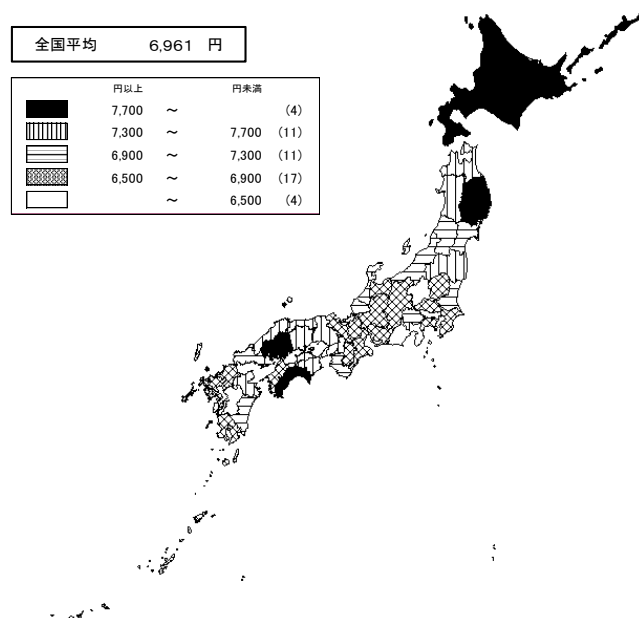 全国平均 6,961 円
円以上 円未満
7,700 ～ (4)
7,300 ～ 7,700 (11)
6,900 ～ 7,300 (11)
6,500 ～ 6,900 (17)
～ 6,500 (4)